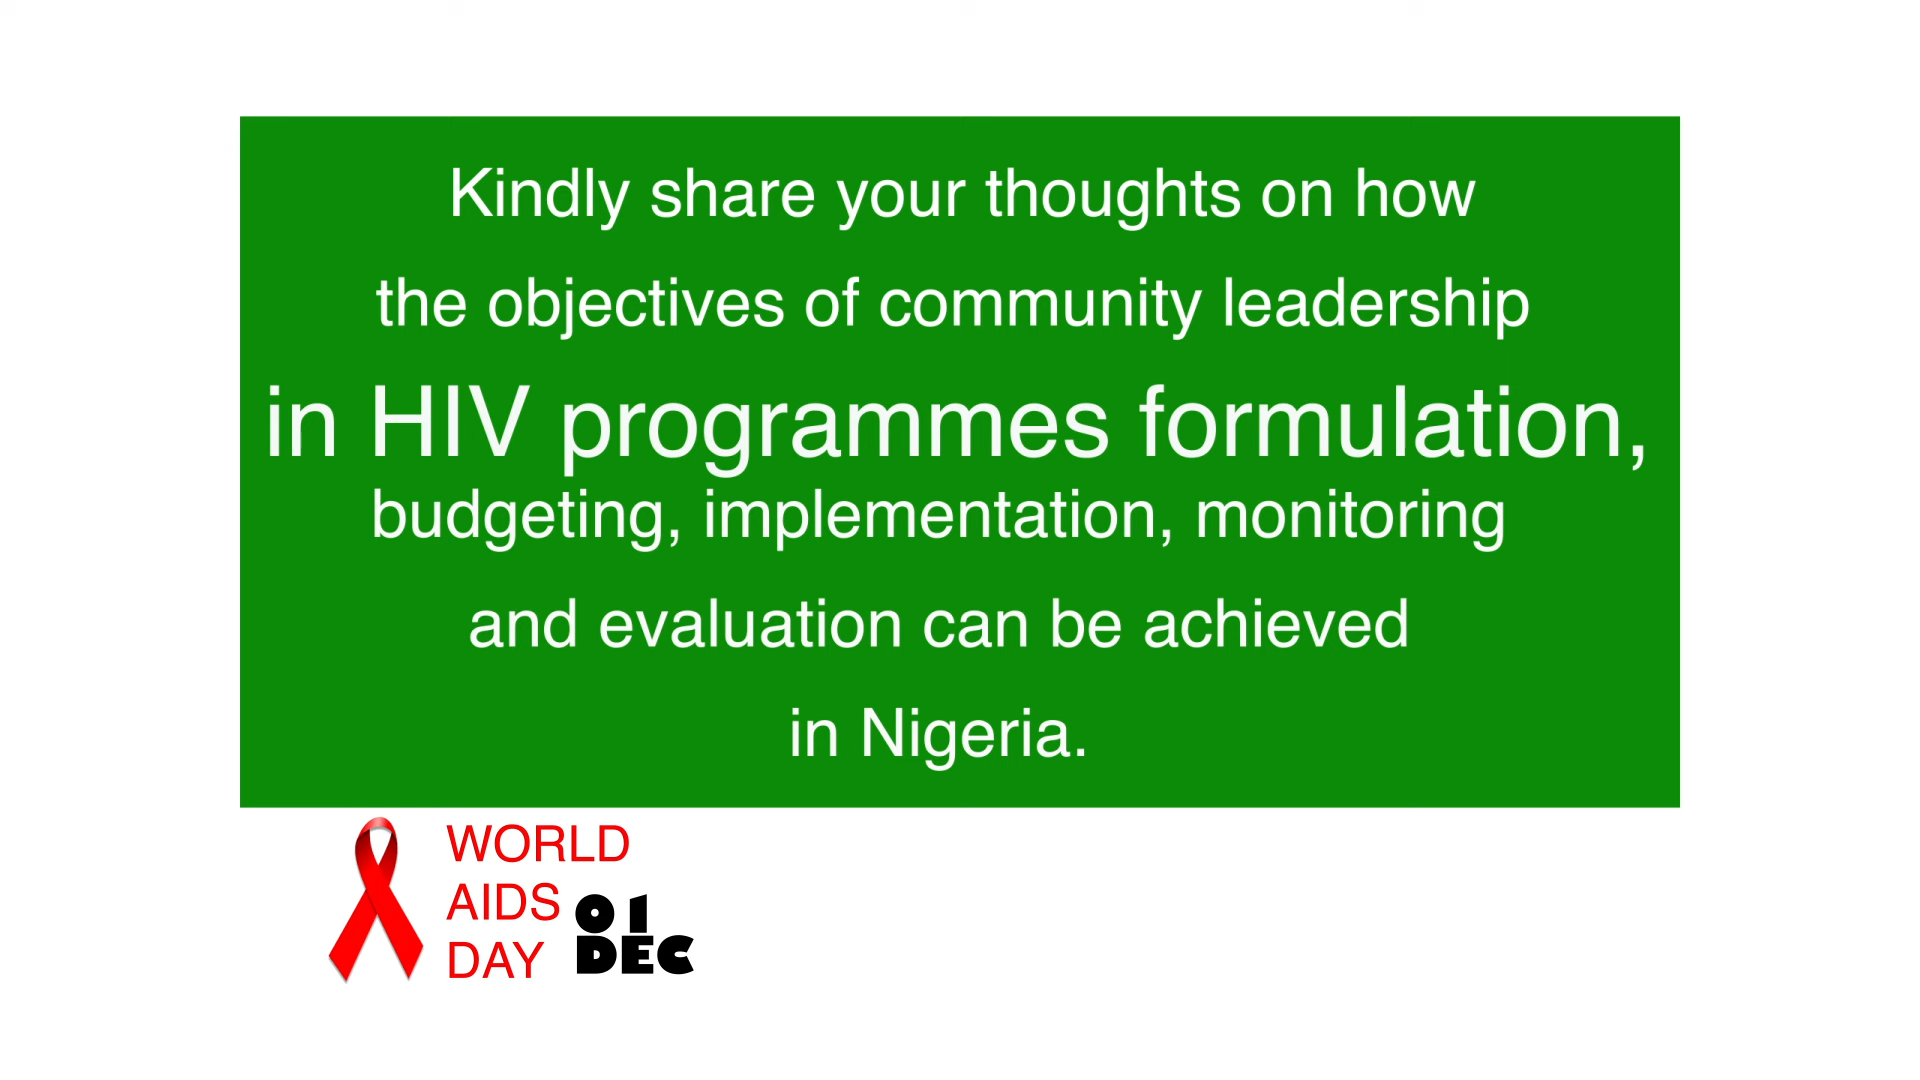 Kindly share your thoughts on how
the objectives of community leadership
in HIV programmes formulation,
budgeting, implementation, monitoring
and evaluation can be achieved
in Nigeria.
WORLD
AIDS
DAY
01
DEC